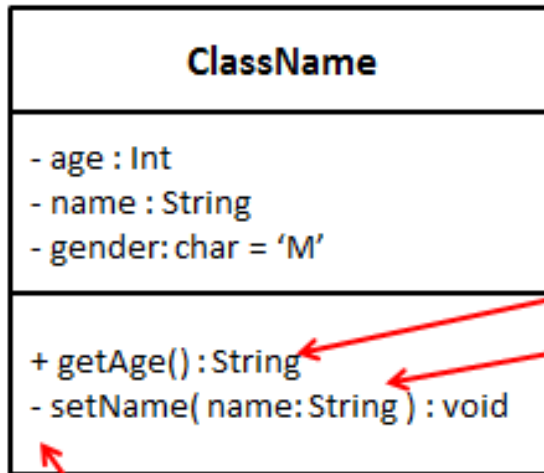 ClassName
- age : Int
- name : String
- gender: char = ‘M’
+ getAge() : String
- setName( name: String ) : void